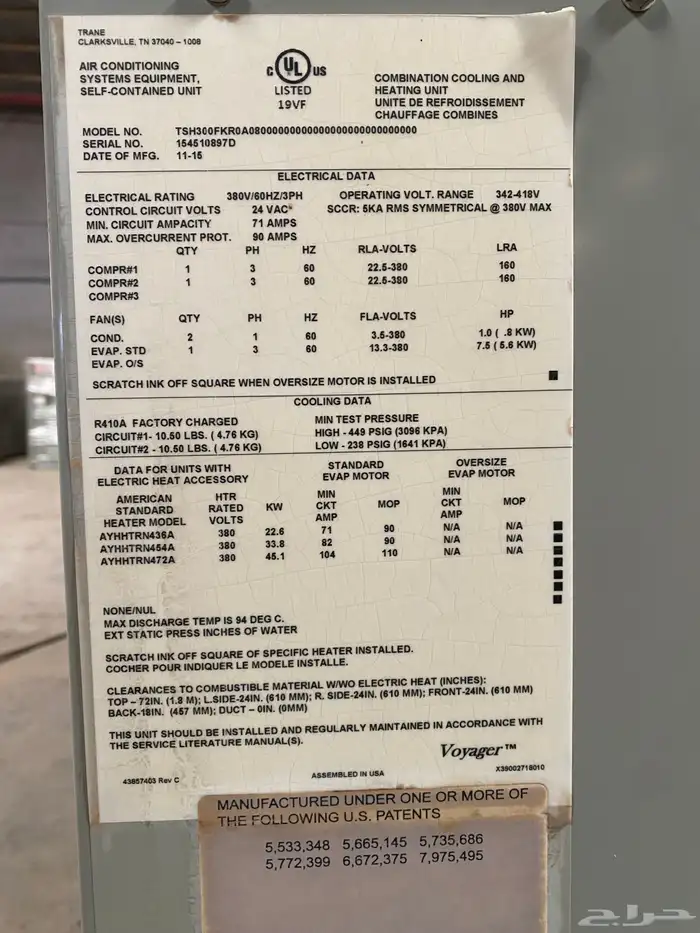 TRANE
CLARKSVILLE, TN 37040 – 1008
AIR CONDITIONING
SYSTEMS EQUIPMENT,
SELF-CONTAINED UNIT
C UL US
LISTED
19VF
COMBINATION COOLING AND
HEATING UNIT
UNITE DE REFROIDISSEMENT
CHAUFFAGE COMBINES
MODEL NO. TSH300FKR0A080000000000000000000000000000
SERIAL NO. 154510897D
DATE OF MFG. 11-15
ELECTRICAL DATA
ELECTRICAL RATING 380V/60HZ/3PH OPERATING VOLT. RANGE 342-418V
CONTROL CIRCUIT VOLTS 24 VAC SCCR: 5KA RMS SYMMETRICAL @ 380V MAX
MIN. CIRCUIT AMPACITY 71 AMPS
MAX. OVERCURRENT PROT. 90 AMPS
QTY PH HZ RLA-VOLTS LRA
COMPR#1 1 3 60 22.5-380 160
COMPR#2 1 3 60 22.5-380 160
COMPR#3
FAN(S) QTY PH HZ FLA-VOLTS HP
COND. 2 1 60 3.5-380 1.0 ( .8 KW)
EVAP. STD 1 3 60 13.3-380 7.5 ( 5.6 KW)
EVAP. O/S
SCRATCH INK OFF SQUARE WHEN OVERSIZE MOTOR IS INSTALLED
COOLING DATA
R410A FACTORY CHARGED MIN TEST PRESSURE
CIRCUIT#1- 10.50 LBS. ( 4.76 KG) HIGH - 449 PSIG (3096 KPA)
CIRCUIT#2 - 10.50 LBS. ( 4.76 KG) LOW - 238 PSIG (1641 KPA)
DATA FOR UNITS WITH
ELECTRIC HEAT ACCESSORY
STANDARD
EVAP MOTOR
OVERSIZE
EVAP MOTOR
AMERICAN
STANDARD
HEATER MODEL
HTR
RATED
VOLTS
KW
MIN
CKT
AMP
MOP
MIN
CKT
AMP
MOP
AYHHTRN436A 380 22.6 71 90 N/A N/A
AYHHTRN454A 380 33.8 82 90 N/A N/A
AYHHTRN472A 380 45.1 104 110 N/A N/A
NONE/NUL
MAX DISCHARGE TEMP IS 94 DEG C.
EXT STATIC PRESS INCHES OF WATER
SCRATCH INK OFF SQUARE OF SPECIFIC HEATER INSTALLED.
COCHER POUR INDIQUER LE MODELE INSTALLE.
CLEARANCES TO COMBUSTIBLE MATERIAL W/WO ELECTRIC HEAT (INCHES):
TOP – 72IN. (1.8 M); L.SIDE-24IN. (610 MM); R. SIDE-24IN. (610 MM); FRONT-24IN. (610 MM)
BACK-18IN. (457 MM); DUCT – 0IN. (0MM)
THIS UNIT SHOULD BE INSTALLED AND REGULARLY MAINTAINED IN ACCORDANCE WITH
THE SERVICE LITERATURE MANUAL(S).
Voyager™
43857403 Rev C ASSEMBLED IN USA X39002718010
MANUFACTURED UNDER ONE OR MORE OF
THE FOLLOWING U.S. PATENTS
5,533,348 5,665,145 5,735,686
5,772,399 6,672,375 7,975,495
حراج